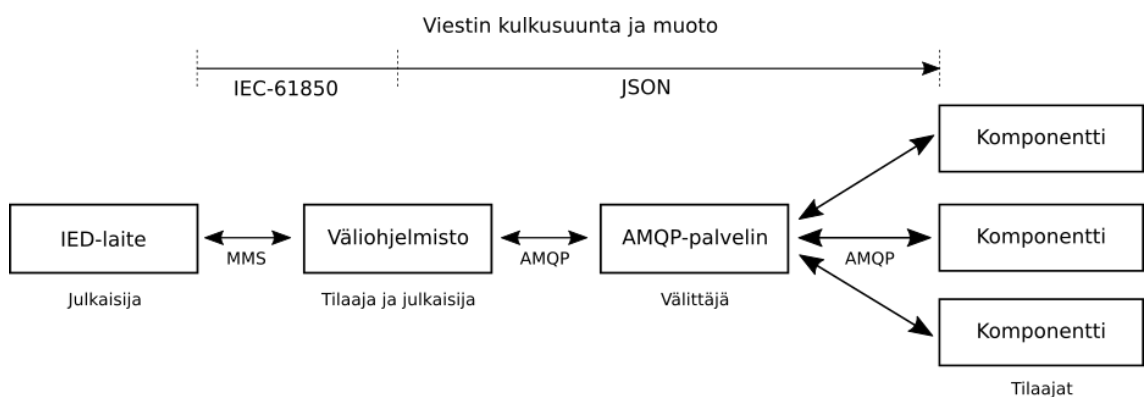 Viestin kulkusuunta ja muoto
IEC-61850
JSON
Komponentti
IED-laite
Väliohjelmisto
AMQP-palvelin
Komponentti
MMS
AMQP
AMQP
Julkaisija
Tilaaja ja julkaisija
Välittäjä
Komponentti
Tilaajat